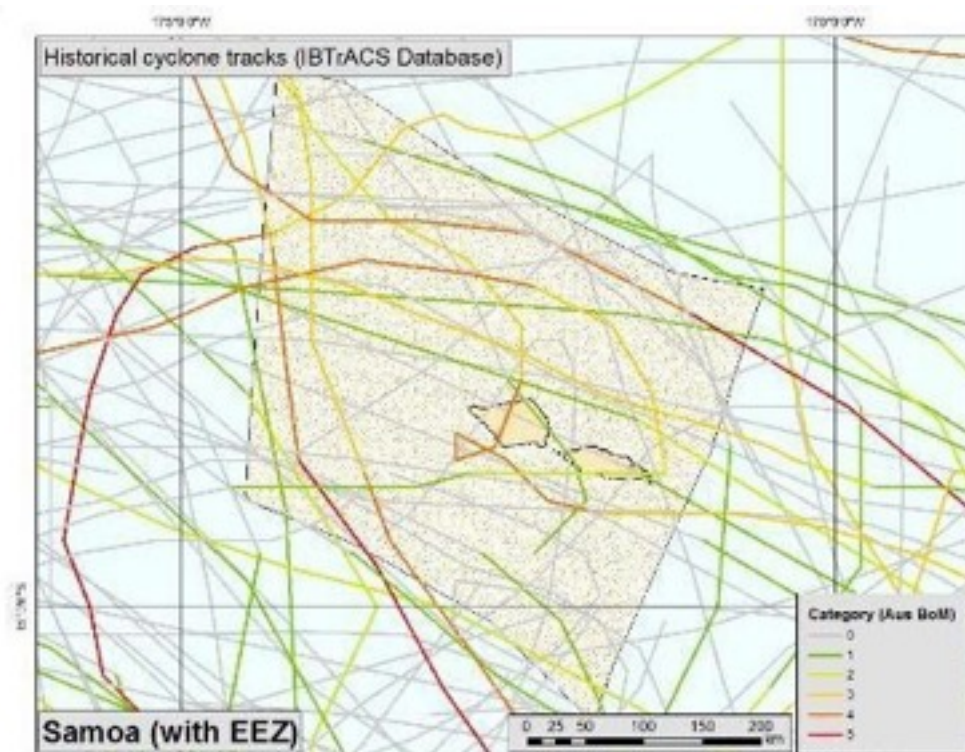 Historical cyclone tracks (IBTrACS Database)
Category (Aus BoM)
0
1
2
3
4
5
Samoa (with EEZ)
0 25 50 100 150 200
km